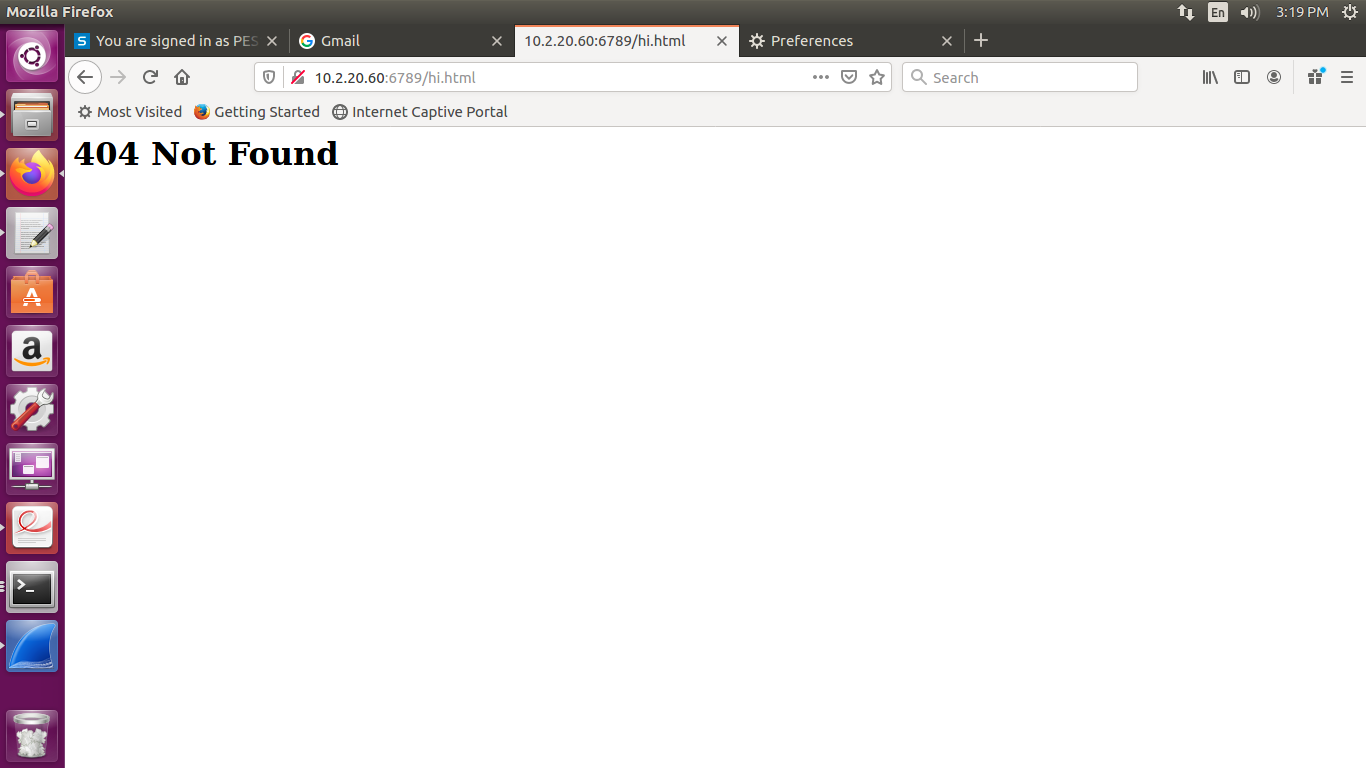 Mozilla Firefox
En
3:19 PM
You are signed in as PES
Gmail
10.2.20.60:6789/hi.html
Preferences
10.2.20.60:6789/hi.html
Search
Most Visited
Getting Started
Internet Captive Portal
404 Not Found